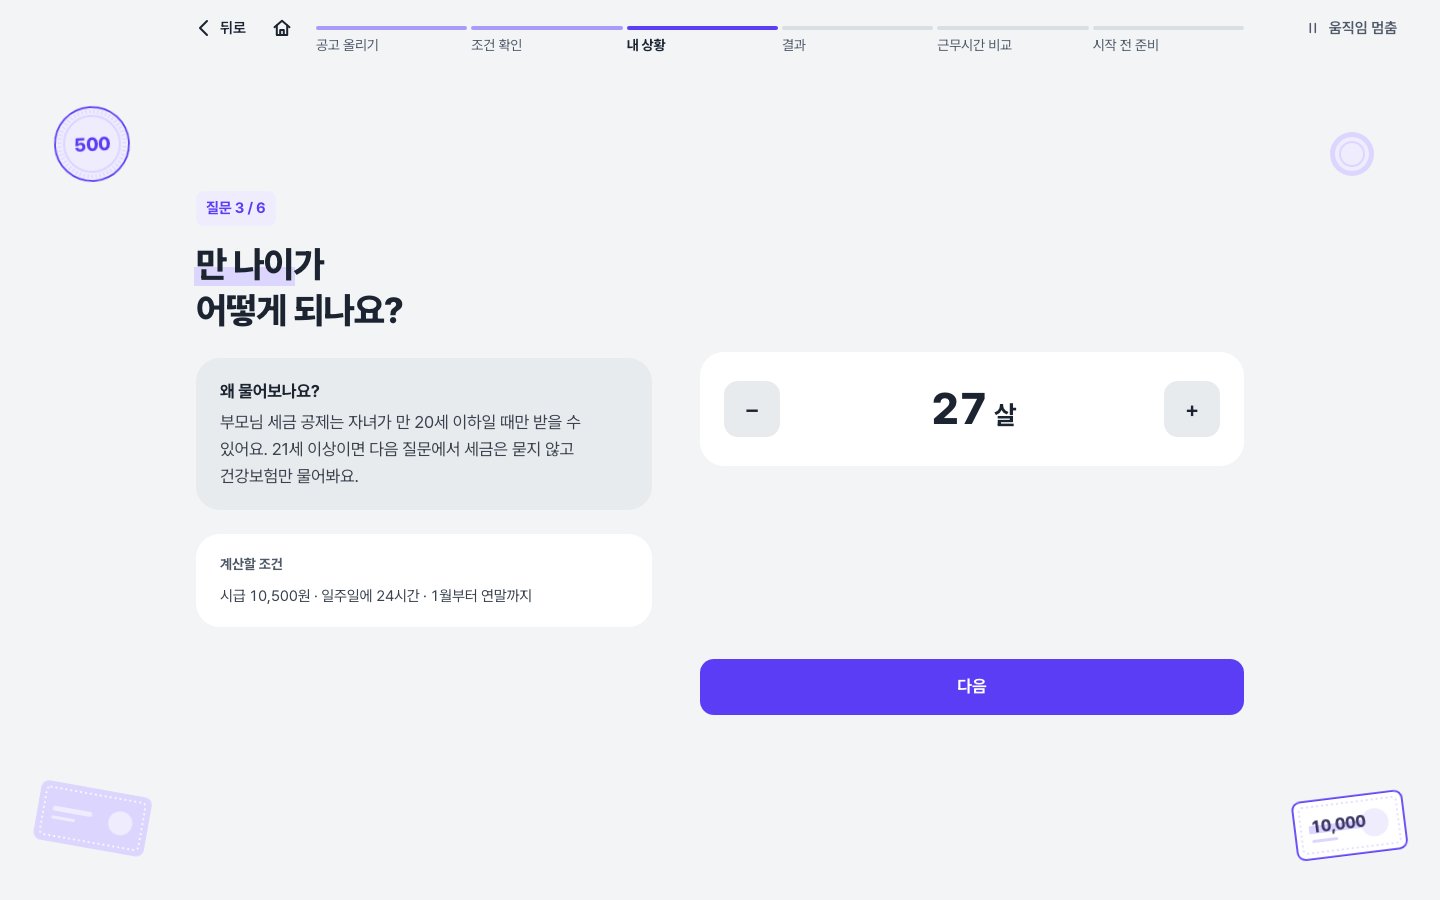 뒤로
공고 올리기
조건 확인
내 상황
결과
근무시간 비교
시작 전 준비
움직임 멈춤
500
질문 3 / 6
만 나이가
어떻게 되나요?
왜 물어보나요?
부모님 세금 공제는 자녀가 만 20세 이하일 때만 받을 수
있어요. 21세 이상이면 다음 질문에서 세금은 묻지 않고
건강보험만 물어봐요.
계산할 조건
시급 10,500원 · 일주일에 24시간 · 1월부터 연말까지
−
27 살
+
다음
10,000